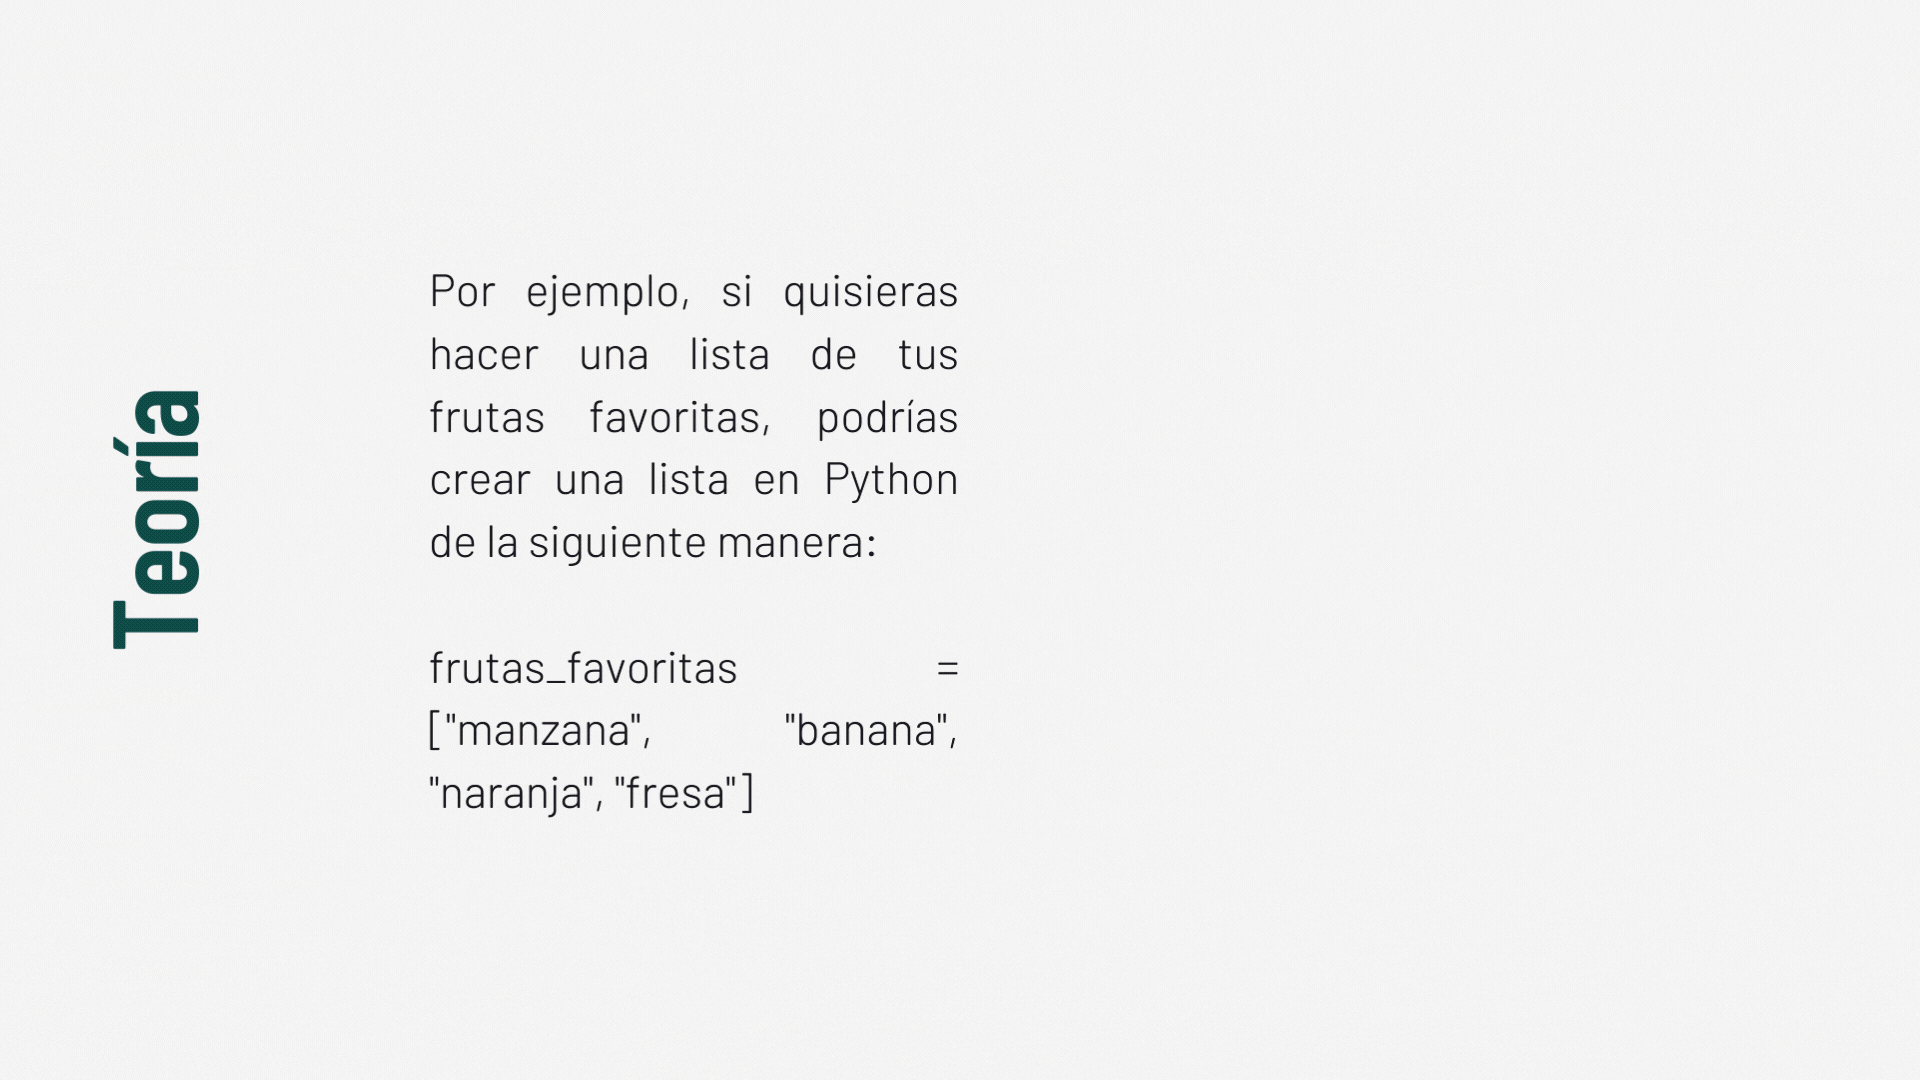 Teoría
Por ejemplo, si quisieras
hacer una lista de tus
frutas favoritas, podrías
crear una lista en Python
de la siguiente manera:
frutas_favoritas =
["manzana", "banana",
"naranja", "fresa"]